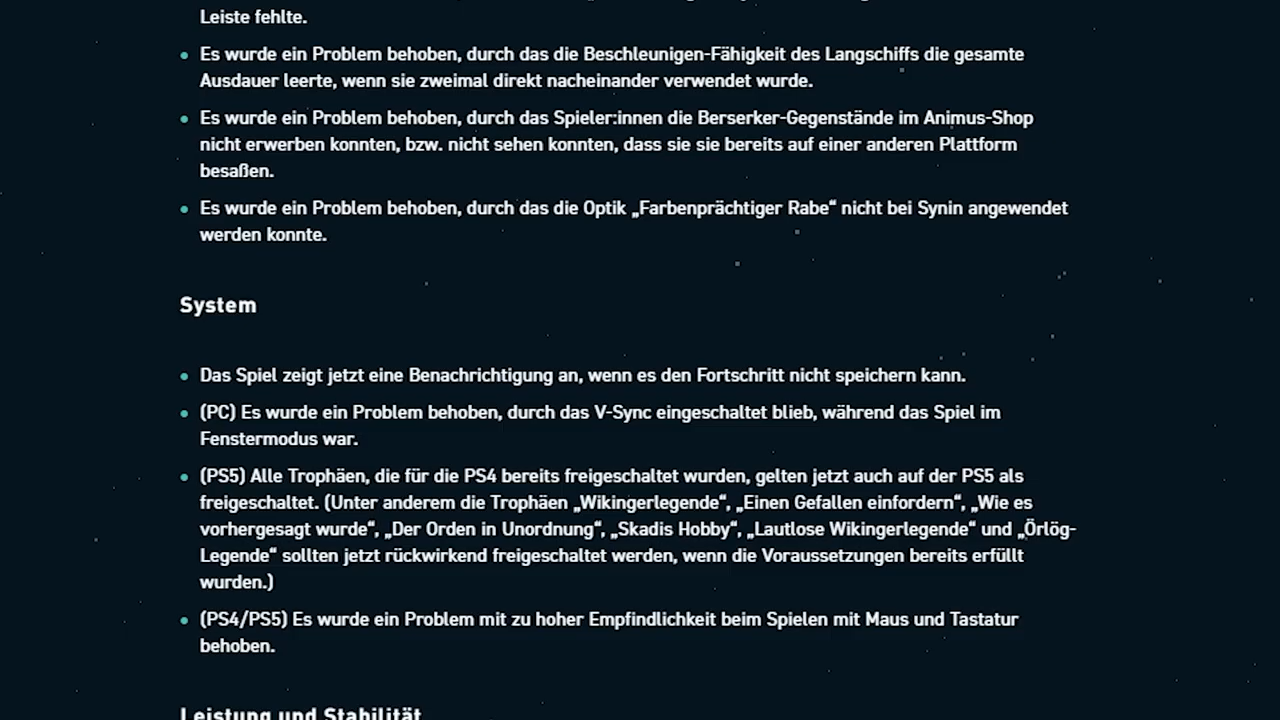 Leiste fehlte.
Es wurde ein Problem behoben, durch das die Beschleunigen-Fähigkeit des Langschiffs die gesamte
Ausdauer leerte, wenn sie zweimal direkt nacheinander verwendet wurde.
Es wurde ein Problem behoben, durch das Spieler:innen die Berserker-Gegenstände im Animus-Shop
nicht erwerben konnten, bzw. nicht sehen konnten, dass sie sie bereits auf einer anderen Plattform
besaßen.
Es wurde ein Problem behoben, durch das die Optik „Farbenprächtiger Rabe“ nicht bei Synin angewendet
werden konnte.
System
Das Spiel zeigt jetzt eine Benachrichtigung an, wenn es den Fortschritt nicht speichern kann.
(PC) Es wurde ein Problem behoben, durch das V-Sync eingeschaltet blieb, während das Spiel im
Fenstermodus war.
(PS5) Alle Trophäen, die für die PS4 bereits freigeschaltet wurden, gelten jetzt auch auf der PS5 als
freigeschaltet. (Unter anderem die Trophäen „Wikingerlegende“, „Einen Gefallen einfordern“, „Wie es
vorhergesagt wurde“, „Der Orden in Unordnung“, „Skadis Hobby“, „Lautlose Wikingerlegende“ und „Örlög-
Legende“ sollten jetzt rückwirkend freigeschaltet werden, wenn die Voraussetzungen bereits erfüllt
wurden.)
(PS4/PS5) Es wurde ein Problem mit zu hoher Empfindlichkeit beim Spielen mit Maus und Tastatur
behoben.
Leistung und Stabilität